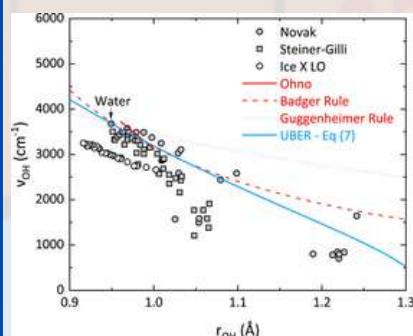 6000
5000
4000
3000
2000
1000
0
ν_OH (cm⁻¹)
Water
Novak
Steiner-Gilli
Ice X LO
Ohno
Badger Rule
Guggenheimer Rule
UBER - Eq (7)
0.9 1.0 1.1 1.2 1.3
r_OH (Å)